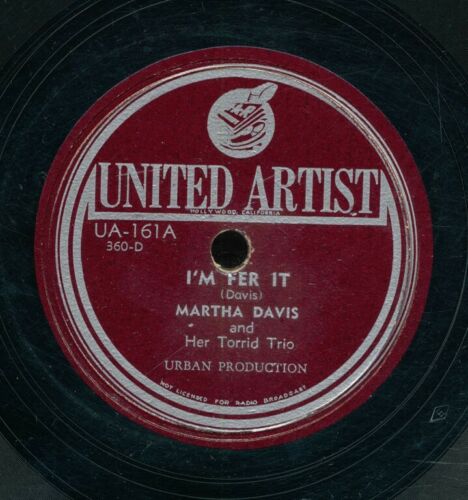 UNITED ARTIST
HOLLYWOOD, CALIFORNIA
UA-161A
360-D
I'M FER IT
(Davis)
MARTHA DAVIS
and
Her Torrid Trio
URBAN PRODUCTION
NOT LICENSED FOR RADIO BROADCAST